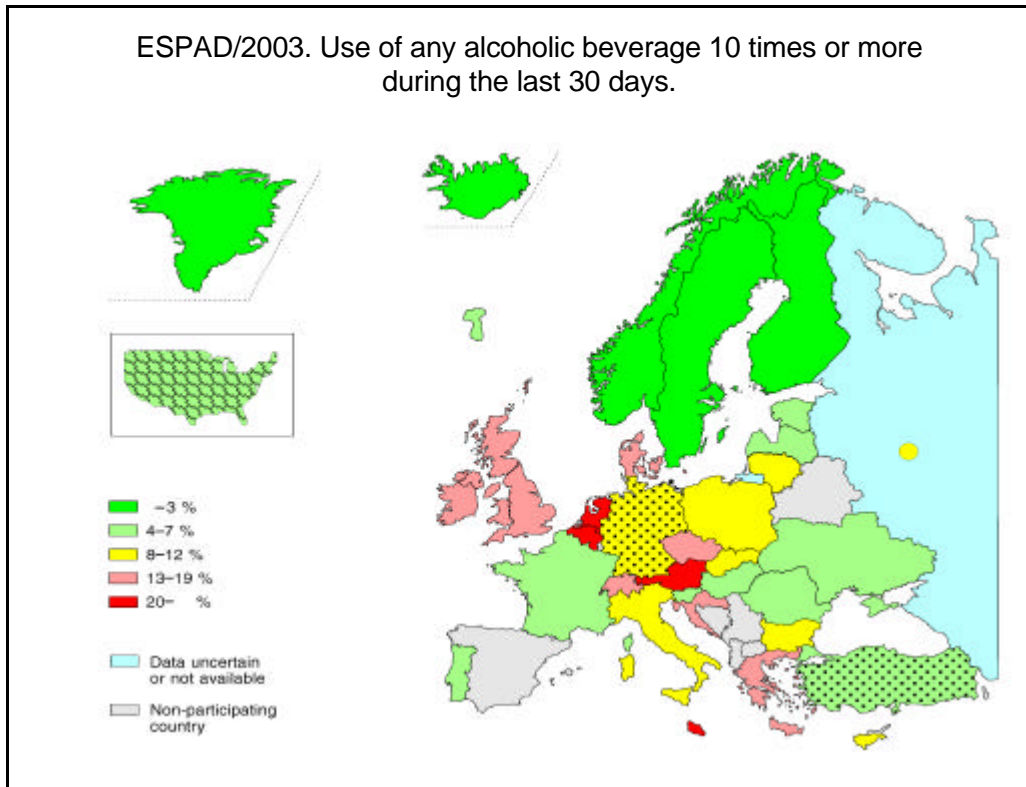 ESPAD/2003. Use of any alcoholic beverage 10 times or more
during the last 30 days.
–3 %
4–7 %
8–12 %
13–19 %
20– %
Data uncertain
or not available
Non-participating
country